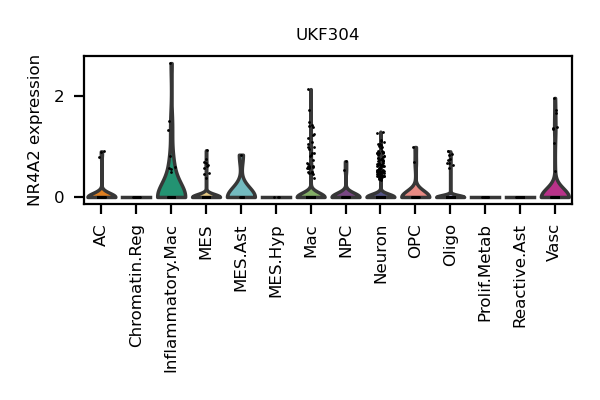 UKF304
NR4A2 expression
2
0
AC
Chromatin.Reg
Inflammatory.Mac
MES
MES.Ast
MES.Hyp
Mac
NPC
Neuron
OPC
Oligo
Prolif.Metab
Reactive.Ast
Vasc